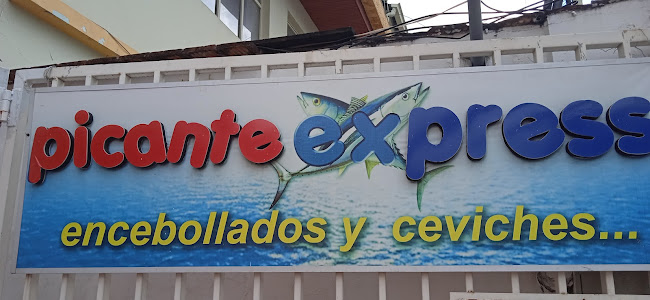 picante express
encebollados y ceviches...